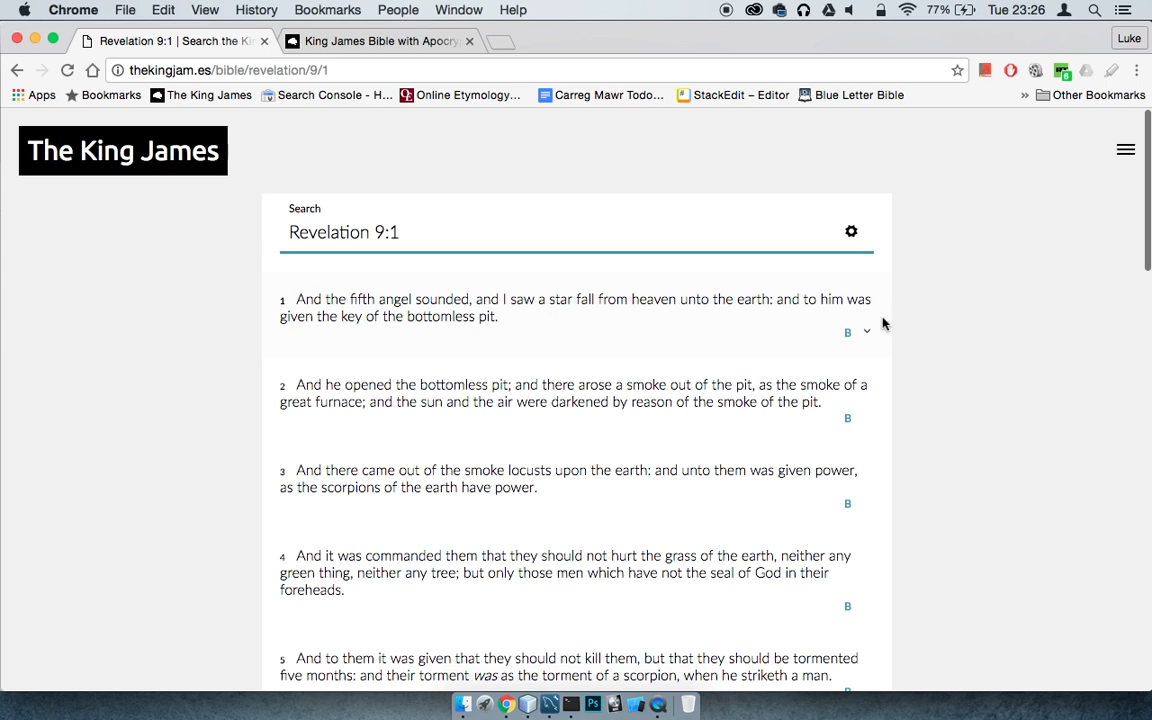 Chrome File Edit View History Bookmarks People Window Help 77% Tue 23:26
Revelation 9:1 | Search the Kin King James Bible with Apocry Luke
thekingjam.es/bible/revelation/9/1
6
Apps Bookmarks The King James Search Console - H... Online Etymology... Carreg Mawr Todo... StackEdit – Editor Blue Letter Bible » Other Bookmarks
The King James
Search
Revelation 9:1
1 And the fifth angel sounded, and I saw a star fall from heaven unto the earth: and to him was
given the key of the bottomless pit.
B
2 And he opened the bottomless pit; and there arose a smoke out of the pit, as the smoke of a
great furnace; and the sun and the air were darkened by reason of the smoke of the pit.
B
3 And there came out of the smoke locusts upon the earth: and unto them was given power,
as the scorpions of the earth have power.
B
4 And it was commanded them that they should not hurt the grass of the earth, neither any
green thing, neither any tree; but only those men which have not the seal of God in their
foreheads.
B
5 And to them it was given that they should not kill them, but that they should be tormented
five months: and their torment was as the torment of a scorpion, when he striketh a man.
B
Ps